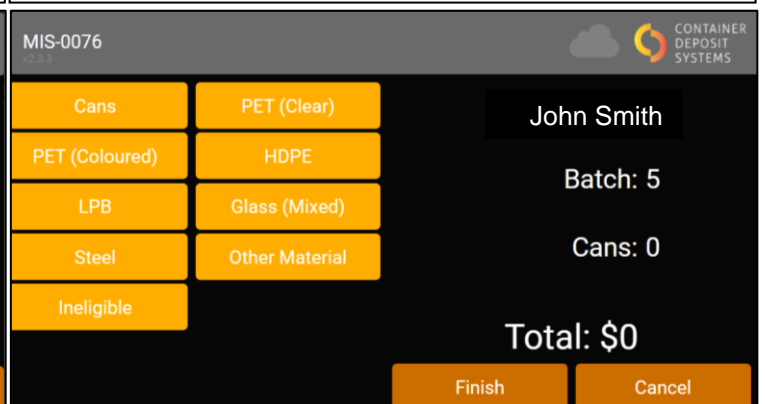 MIS-0076
v2.3.3
CONTAINER
DEPOSIT
SYSTEMS
Cans
PET (Clear)
PET (Coloured)
HDPE
LPB
Glass (Mixed)
Steel
Other Material
Ineligible
John Smith
Batch: 5
Cans: 0
Total: $0
Finish
Cancel